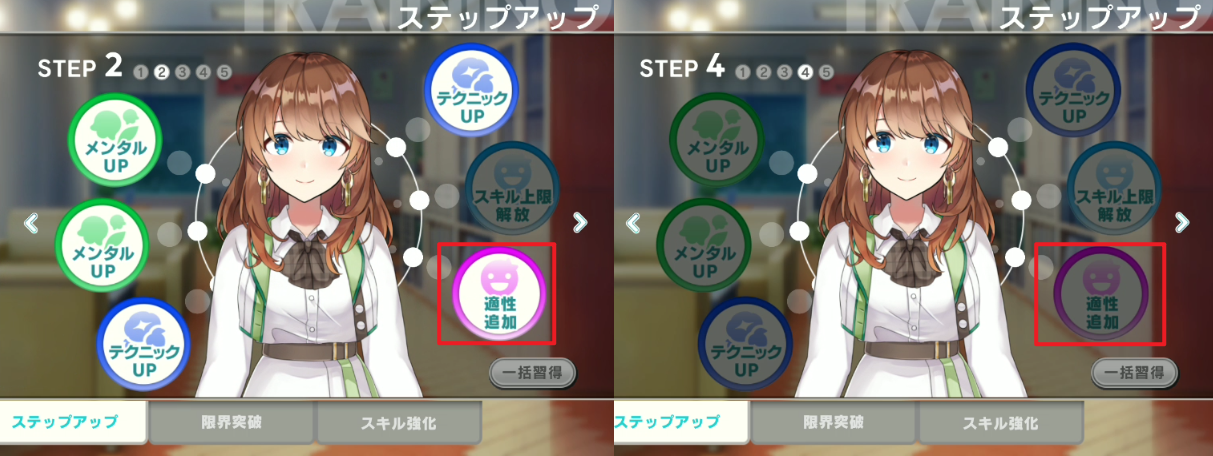 ステップアップ
STEP 2 1 2 3 4 5
メンタル
UP
メンタル
UP
テクニック
UP
テクニック
UP
スキル上限
解放
適性
追加
一括習得
ステップアップ
限界突破
スキル強化
ステップアップ
STEP 4 1 2 3 4 5
メンタル
UP
メンタル
UP
テクニック
UP
テクニック
UP
スキル上限
解放
適性
追加
一括習得
ステップアップ
限界突破
スキル強化